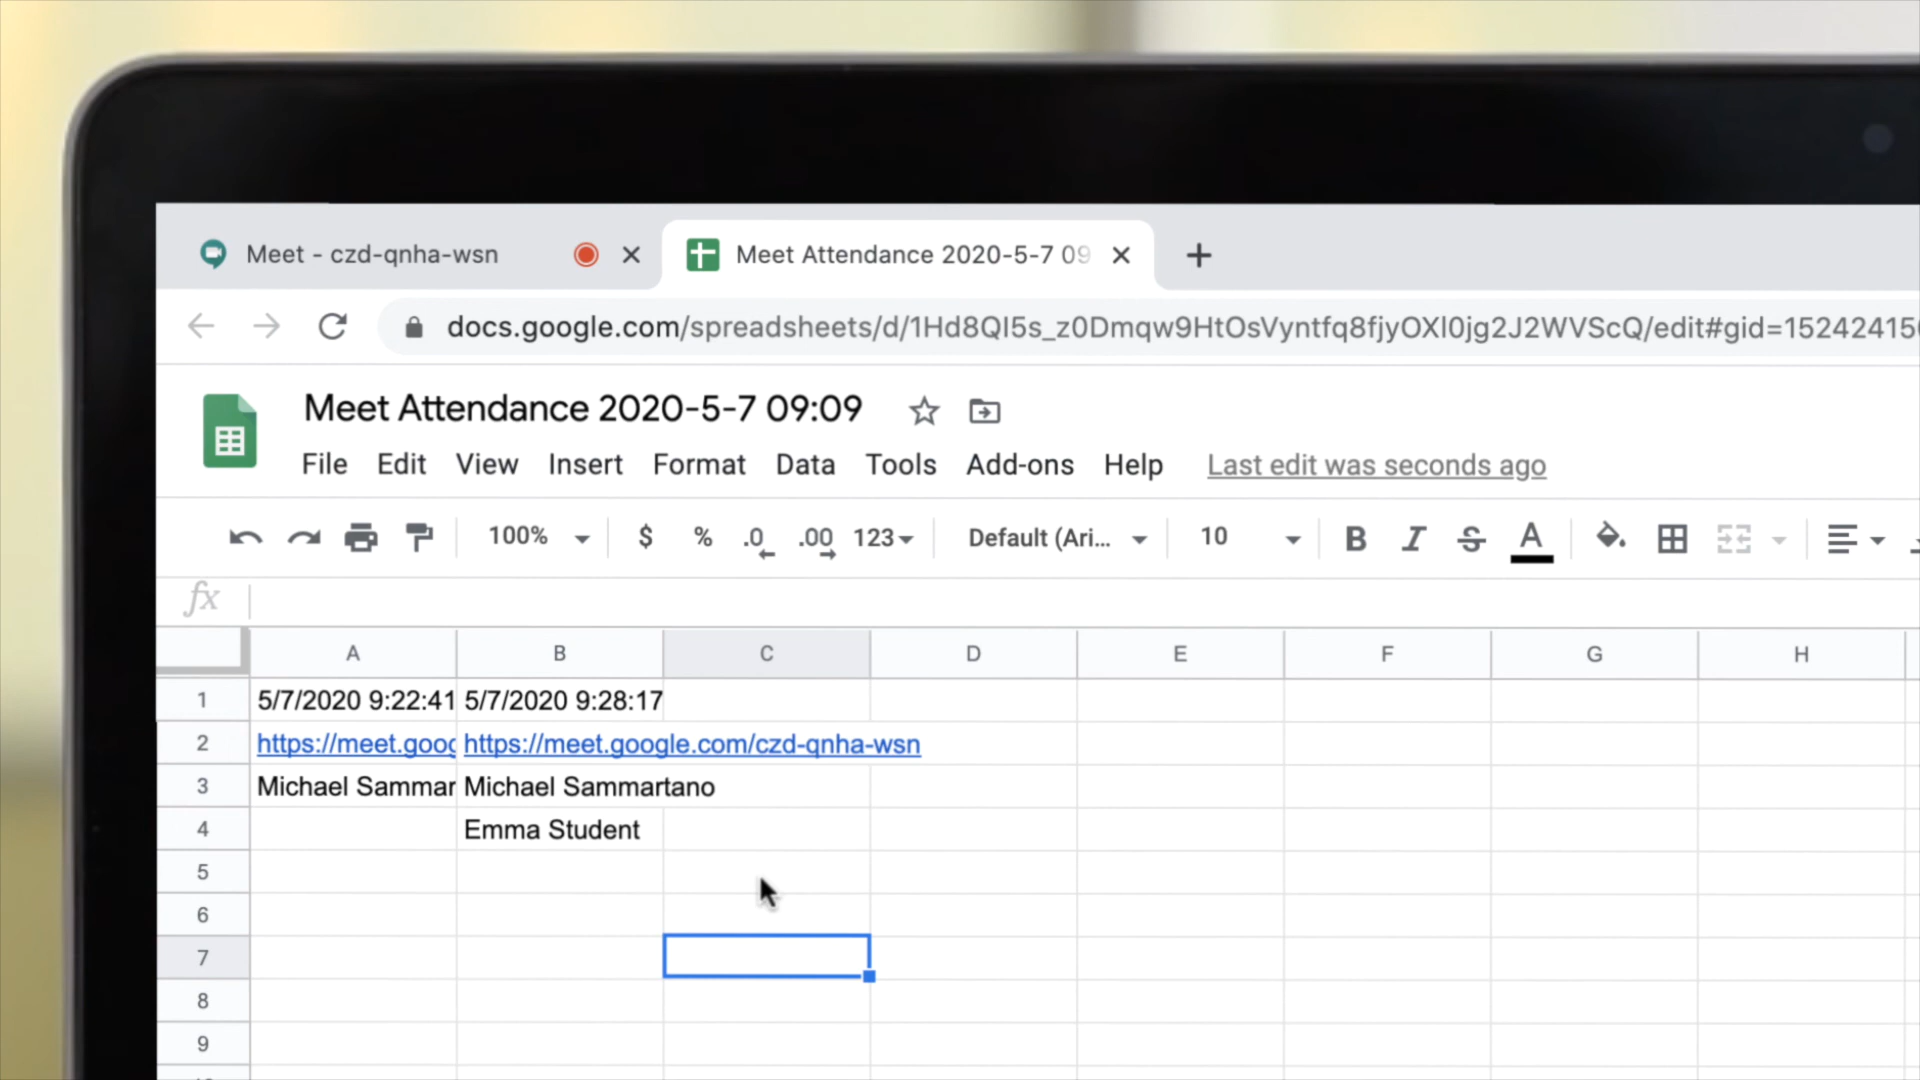 Meet - czd-qnha-wsn
Meet Attendance 2020-5-7 09
docs.google.com/spreadsheets/d/1Hd8QI5s_z0Dmqw9HtOsVyntfq8fjyOXl0jg2J2WVScQ/edit#gid=15242415
Meet Attendance 2020-5-7 09:09
File Edit View Insert Format Data Tools Add-ons Help Last edit was seconds ago
100% $ % .0 .00 123 Default (Ari... 10 B I S A
fx
A B C D E F G H
1 5/7/2020 9:22:41 5/7/2020 9:28:17
2 https://meet.goog https://meet.google.com/czd-qnha-wsn
3 Michael Sammar Michael Sammartano
4 Emma Student
5
6
7
8
9